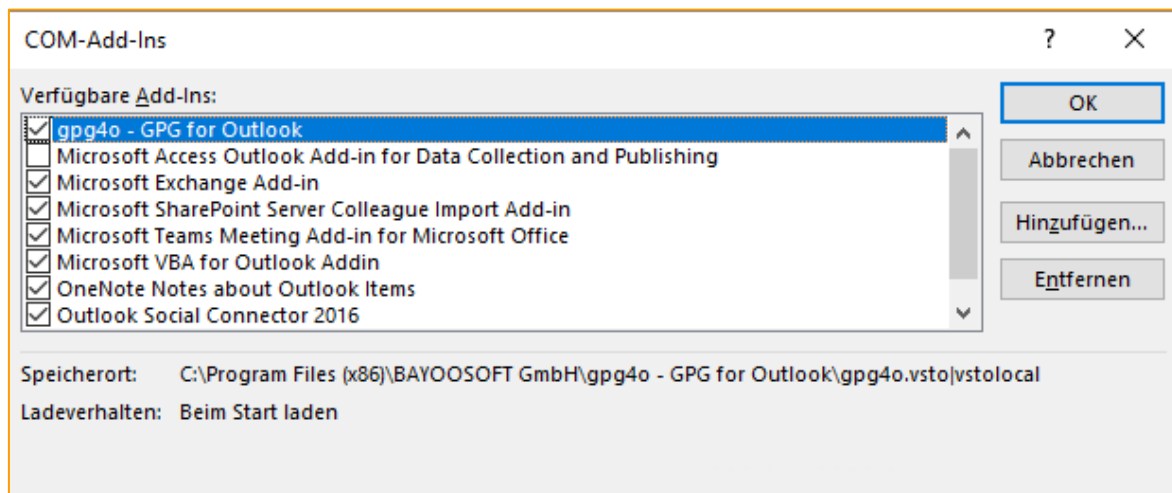 COM-Add-Ins
?
Verfügbare Add-Ins:
gpg4o - GPG for Outlook
Microsoft Access Outlook Add-in for Data Collection and Publishing
Microsoft Exchange Add-in
Microsoft SharePoint Server Colleague Import Add-in
Microsoft Teams Meeting Add-in for Microsoft Office
Microsoft VBA for Outlook Addin
OneNote Notes about Outlook Items
Outlook Social Connector 2016
OK
Abbrechen
Hinzufügen...
Entfernen
Speicherort: C:\Program Files (x86)\BAYOOSOFT GmbH\gpg4o - GPG for Outlook\gpg4o.vsto|vstolocal
Ladeverhalten: Beim Start laden